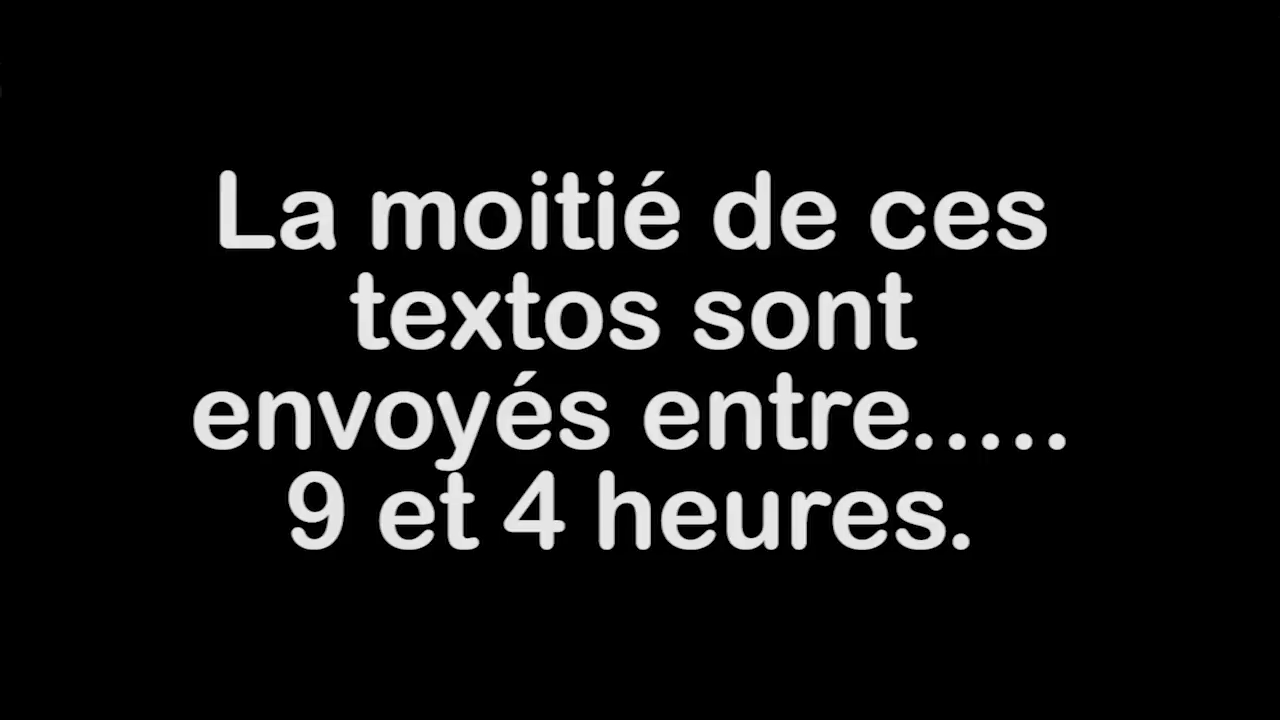 La moitié de ces
textos sont
envoyés entre.....
9 et 4 heures.